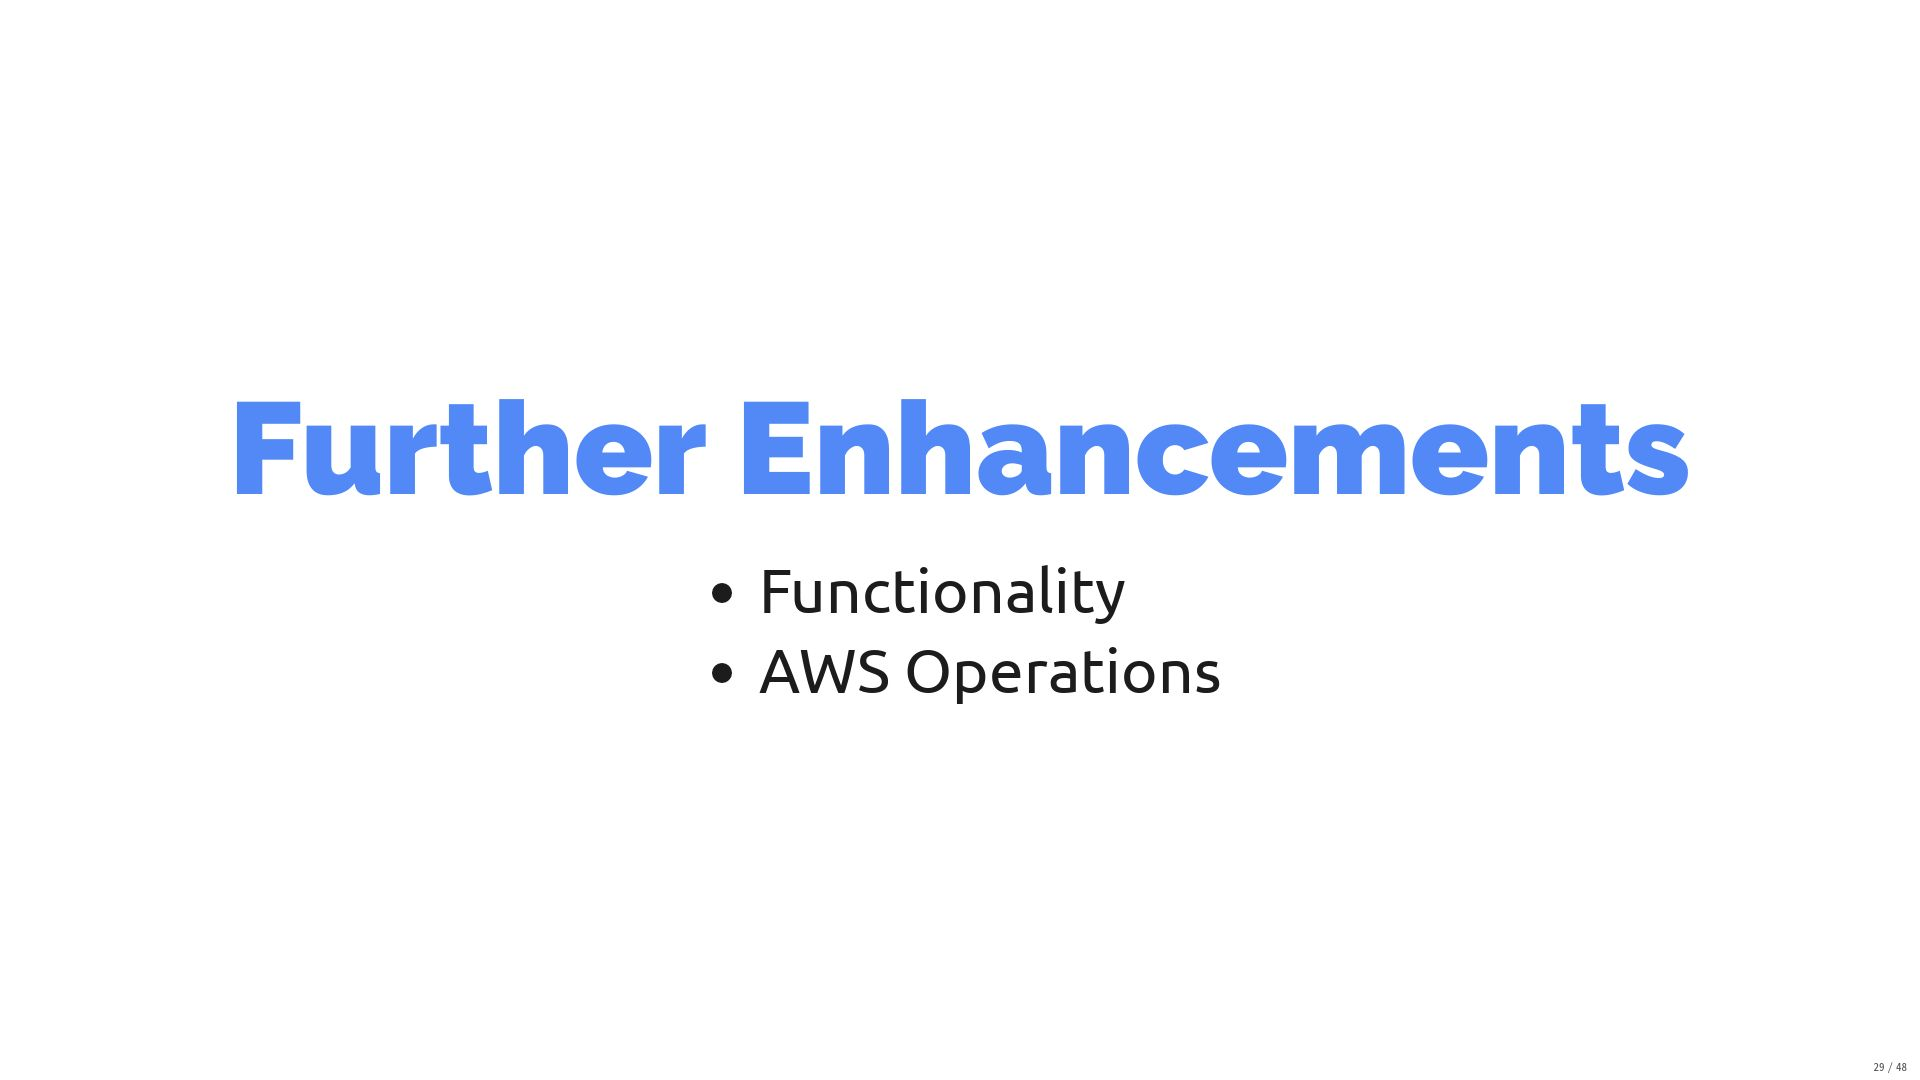 Further Enhancements
• Functionality
• AWS Operations
29 / 48